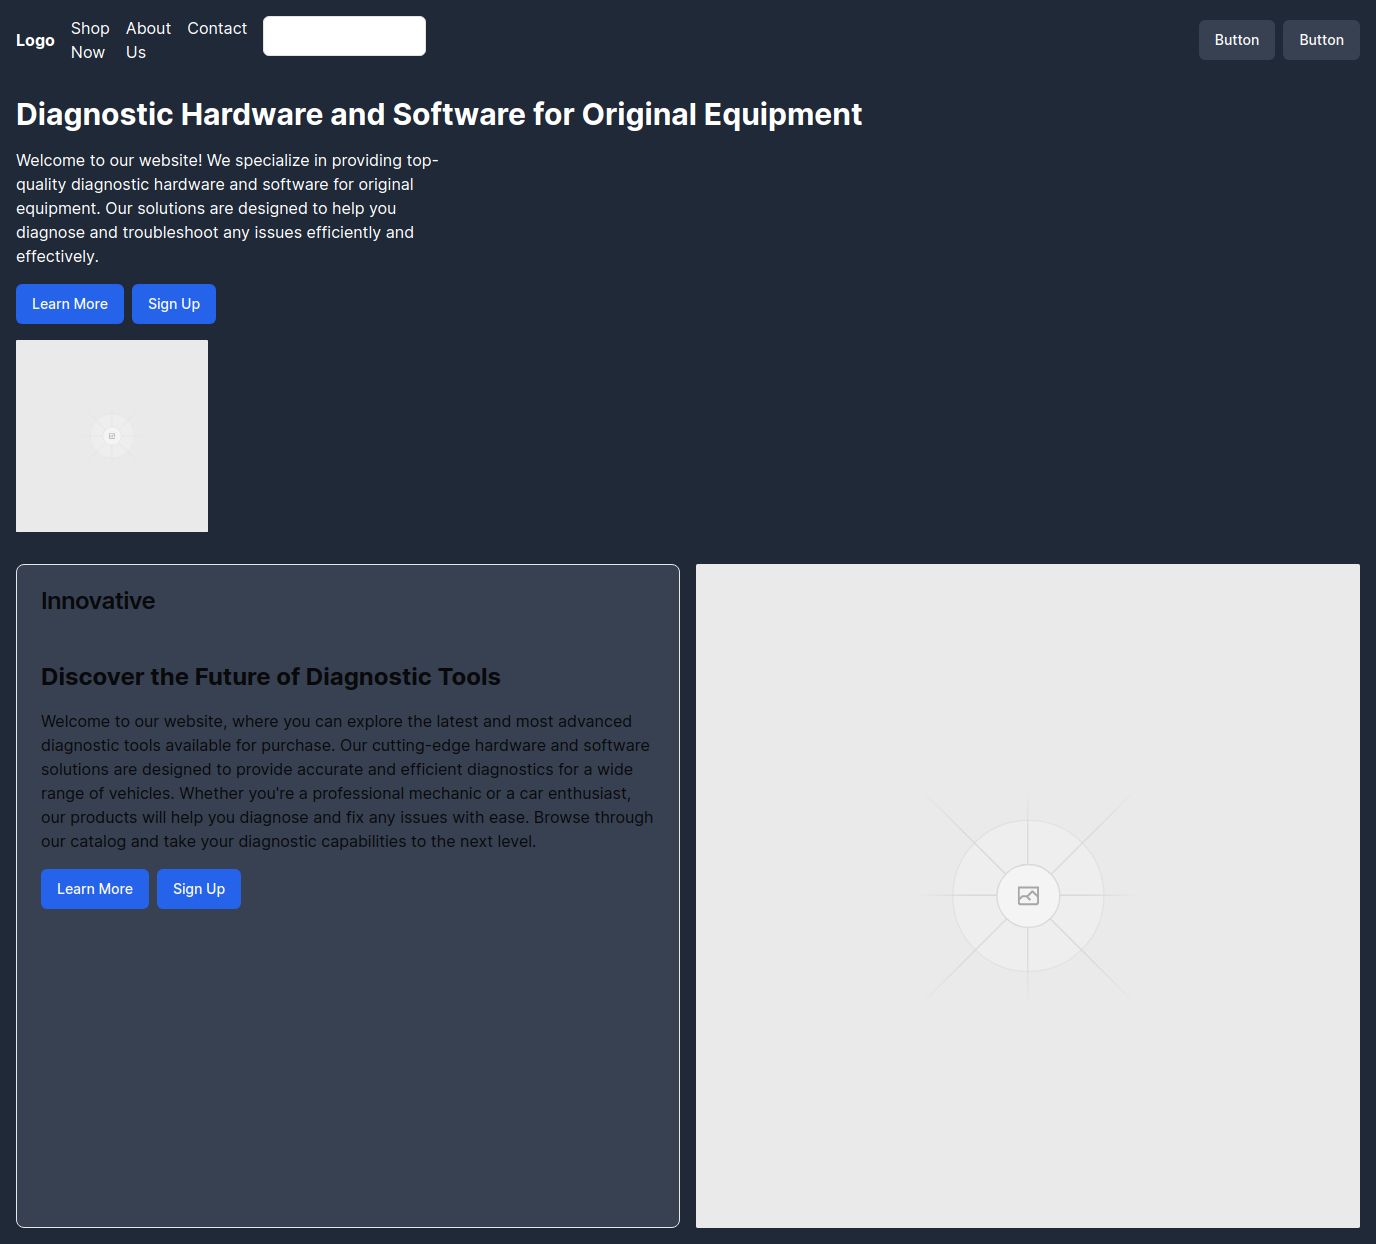 Logo
Shop Now
About Us
Contact
Button
Button
Diagnostic Hardware and Software for Original Equipment
Welcome to our website! We specialize in providing top-
quality diagnostic hardware and software for original
equipment. Our solutions are designed to help you
diagnose and troubleshoot any issues efficiently and
effectively.
Learn More
Sign Up
Innovative
Discover the Future of Diagnostic Tools
Welcome to our website, where you can explore the latest and most advanced
diagnostic tools available for purchase. Our cutting-edge hardware and software
solutions are designed to provide accurate and efficient diagnostics for a wide
range of vehicles. Whether you're a professional mechanic or a car enthusiast,
our products will help you diagnose and fix any issues with ease. Browse through
our catalog and take your diagnostic capabilities to the next level.
Learn More
Sign Up